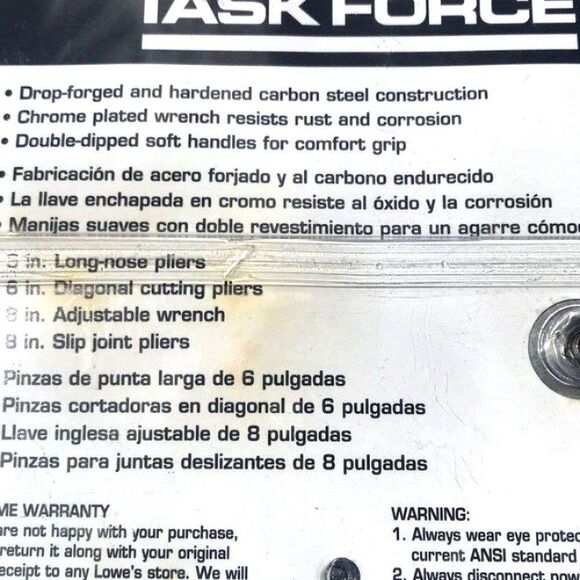 TASK FORCE
• Drop-forged and hardened carbon steel construction
• Chrome plated wrench resists rust and corrosion
• Double-dipped soft handles for comfort grip
• Fabricación de acero forjado y al carbono endurecido
• La llave enchapada en cromo resiste al óxido y la corrosión
• Manijas suaves con doble revestimiento para un agarre cómo
6 in. Long-nose pliers
6 in. Diagonal cutting pliers
8 in. Adjustable wrench
8 in. Slip joint pliers
Pinzas de punta larga de 6 pulgadas
Pinzas cortadoras en diagonal de 6 pulgadas
Llave inglesa ajustable de 8 pulgadas
Pinzas para juntas deslizantes de 8 pulgadas
ME WARRANTY
are not happy with your purchase,
return it along with your original
eceipt to any Lowe's store. We will
WARNING:
1. Always wear eye protec
current ANSI standard
2. Always disconnect pow